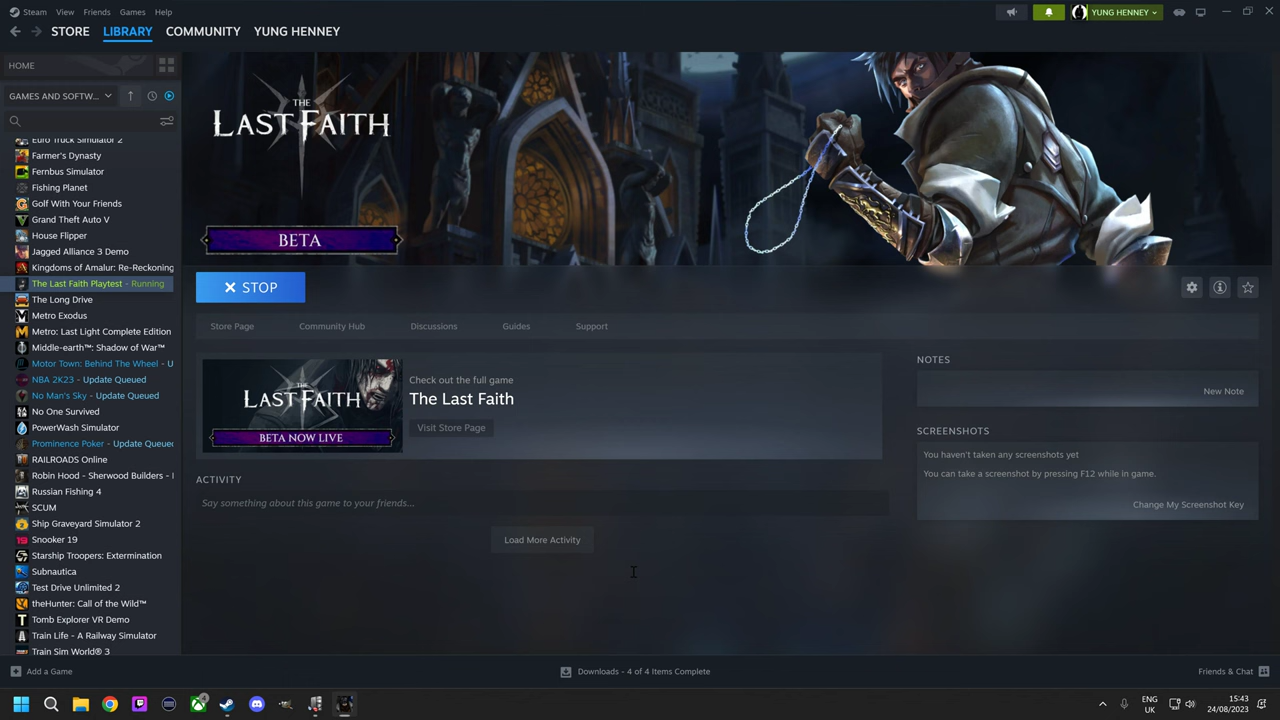 Steam View Friends Games Help
YUNG HENNEY
STORE LIBRARY COMMUNITY YUNG HENNEY
HOME
GAMES AND SOFTW...
Euro Truck Simulator 2
Farmer's Dynasty
Fernbus Simulator
Fishing Planet
Golf With Your Friends
Grand Theft Auto V
House Flipper
Jagged Alliance 3 Demo
Kingdoms of Amalur: Re-Reckoning
The Last Faith Playtest - Running
The Long Drive
Metro Exodus
Metro: Last Light Complete Edition
Middle-earth™: Shadow of War™
Motor Town: Behind The Wheel - U
NBA 2K23 - Update Queued
No Man's Sky - Update Queued
No One Survived
PowerWash Simulator
Prominence Poker - Update Queued
RAILROADS Online
Robin Hood - Sherwood Builders -
Russian Fishing 4
SCUM
Ship Graveyard Simulator 2
Snooker 19
Starship Troopers: Extermination
Subnautica
Test Drive Unlimited 2
theHunter: Call of the Wild™
Tomb Explorer VR Demo
Train Life - A Railway Simulator
Train Sim World® 3
THE
LAST FAITH
BETA
STOP
Store Page Community Hub Discussions Guides Support
THE
LAST FAITH
BETA NOW LIVE
Check out the full game
The Last Faith
Visit Store Page
ACTIVITY
Say something about this game to your friends...
Load More Activity
NOTES
New Note
SCREENSHOTS
You haven't taken any screenshots yet
You can take a screenshot by pressing F12 while in game.
Change My Screenshot Key
Add a Game
Downloads - 4 of 4 Items Complete
Friends & Chat
4
ENG
UK
15:43
24/08/2023